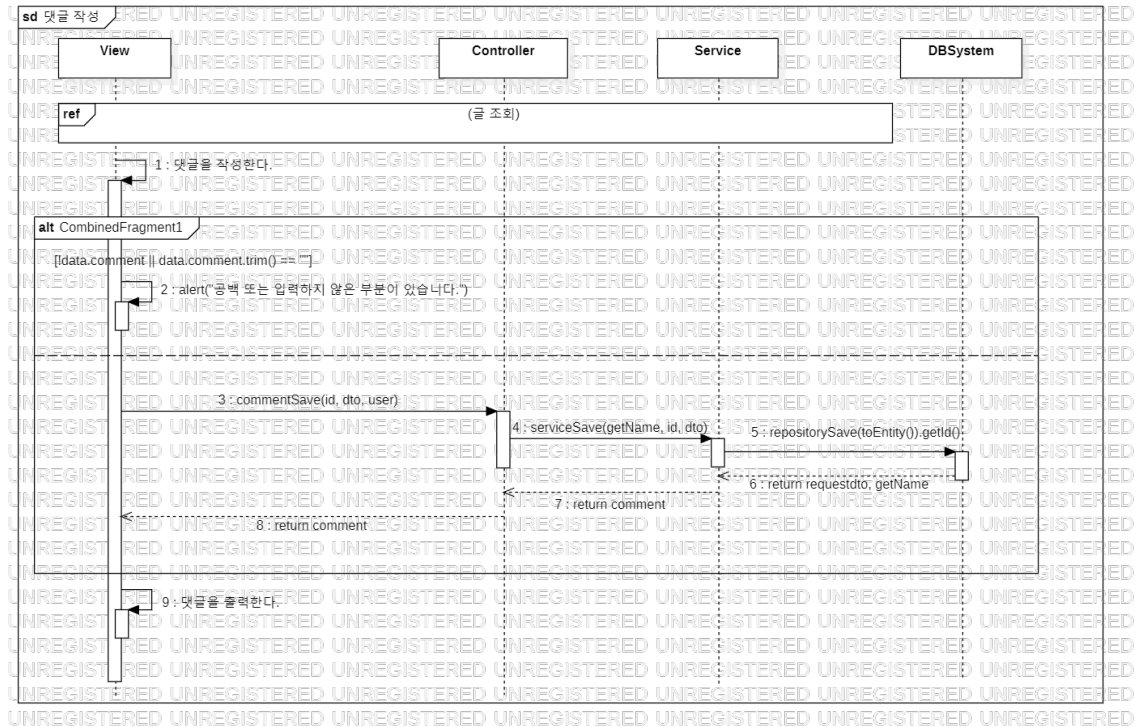 sd 댓글 작성
View
Controller
Service
DBSystem
ref
(글 조회)
1 : 댓글을 작성한다.
alt CombinedFragment1
[!data.comment || data.comment.trim() == ""]
2 : alert("공백 또는 입력하지 않은 부분이 있습니다.")
3 : commentSave(id, dto, user)
4 : serviceSave(getName, id, dto)
5 : repositorySave(toEntity()).getId()
6 : return requestdto, getName
7 : return comment
8 : return comment
9 : 댓글을 출력한다.
UNREGISTERED